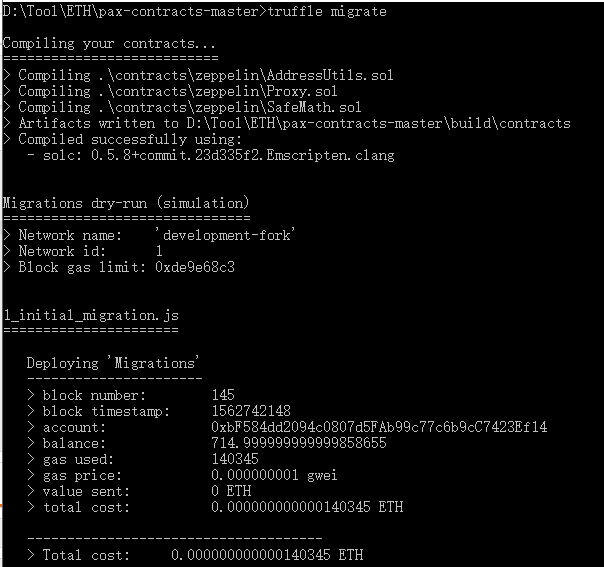 D:\Tool\ETH\pax-contracts-master>truffle migrate
Compiling your contracts...
===========================
> Compiling .\contracts\zeppelin\AddressUtils.sol
> Compiling .\contracts\zeppelin\Proxy.sol
> Compiling .\contracts\zeppelin\SafeMath.sol
> Artifacts written to D:\Tool\ETH\pax-contracts-master\build\contracts
> Compiled successfully using:
   - solc: 0.5.8+commit.23d335f2.Emscripten.clang
Migrations dry-run (simulation)
===============================
> Network name:    'development-fork'
> Network id:      1
> Block gas limit: 0xde9e68c3
1_initial_migration.js
======================
   Deploying 'Migrations'
   ----------------------
   > block number:        145
   > block timestamp:     1562742148
   > account:             0xbF584dd2094c0807d5FAb99c77c6b9cC7423Ef14
   > balance:             714.999999999999858655
   > gas used:            140345
   > gas price:           0.000000001 gwei
   > value sent:          0 ETH
   > total cost:          0.000000000000140345 ETH
   -------------------------------------
   > Total cost:     0.000000000000140345 ETH